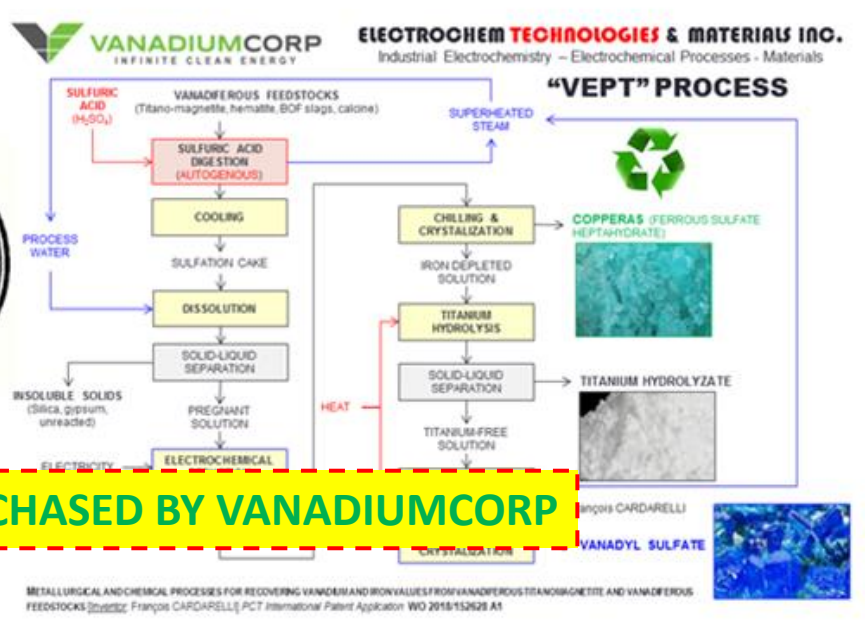 VANADIUMCORP
INFINITE CLEAN ENERGY
ELECTROCHEM TECHNOLOGIES & MATERIALS INC.
Industrial Electrochemistry – Electrochemical Processes - Materials
"VEPT" PROCESS
SULFURIC
ACID
(H₂SO₄)
VANADIFEROUS FEEDSTOCKS
(Titano-magnetite, hematite, BOF slags, calcine)
SUPERHEATED
STEAM
SULFURIC ACID
DIGESTION
(AUTOGENOUS)
COOLING
SULFATION CAKE
PROCESS
WATER
DISSOLUTION
SOLID-LIQUID
SEPARATION
INSOLUBLE SOLIDS
(Silica, gypsum,
unreacted)
PREGNANT
SOLUTION
ELECTRICITY
ELECTROCHEMICAL
CHILLING &
CRYSTALIZATION
COPPERAS (FERROUS SULFATE
HEPTAHYDRATE)
IRON DEPLETED
SOLUTION
TITANIUM
HYDROLYSIS
HEAT
SOLID-LIQUID
SEPARATION
TITANIUM HYDROLYZATE
TITANIUM-FREE
SOLUTION
CHASED BY VANADIUMCORP
ançois CARDARELLI
CRYSTALIZATION
VANADYL SULFATE
METALLURGICAL AND CHEMICAL PROCESSES FOR RECOVERING VANADIUM AND IRON VALUES FROM VANADIFEROUS TITANOMAGNETITE AND VANADIFEROUS
FEEDSTOCKS [Inventor: François CARDARELLI] PCT International Patent Application WO 2018/152628 A1